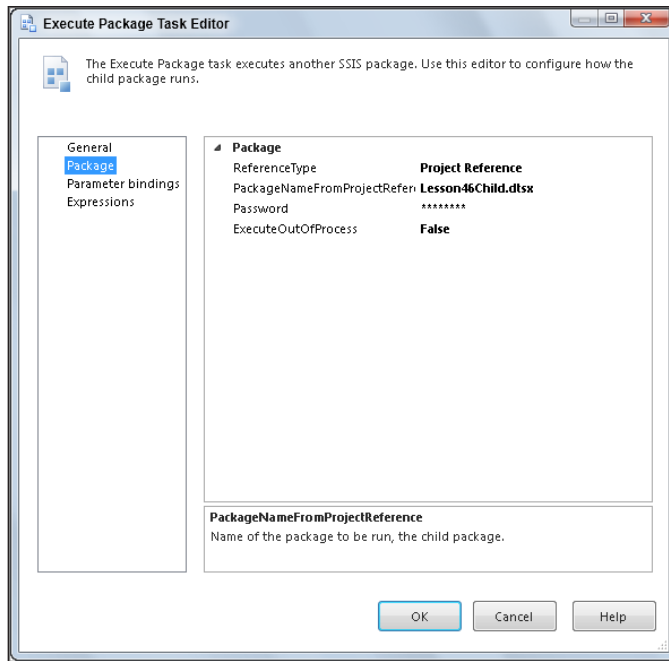 Execute Package Task Editor
The Execute Package task executes another SSIS package. Use this editor to configure how the
child package runs.
General
Package
Parameter bindings
Expressions
Package
ReferenceType Project Reference
PackageNameFromProjectRefer Lesson46Child.dtsx
Password ********
ExecuteOutOfProcess False
PackageNameFromProjectReference
Name of the package to be run, the child package.
OK Cancel Help